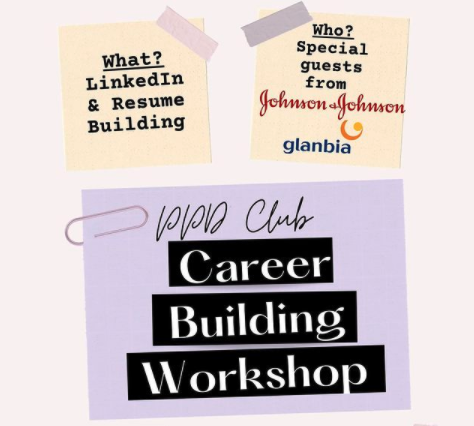 What?
LinkedIn
& Resume
Building
Who?
Special
guests
from
Johnson & Johnson
glanbia
PPD Club
Career
Building
Workshop